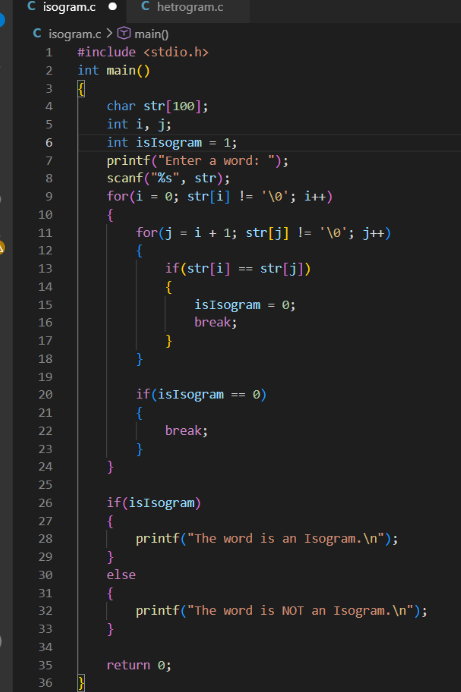 C isogram.c ● C hetrogram.c
C isogram.c > main()
1 #include <stdio.h>
2 int main()
3 {
4     char str[100];
5     int i, j;
6     int isIsogram = 1;
7     printf("Enter a word: ");
8     scanf("%s", str);
9     for(i = 0; str[i] != '\0'; i++)
10     {
11         for(j = i + 1; str[j] != '\0'; j++)
12         {
13             if(str[i] == str[j])
14             {
15                 isIsogram = 0;
16                 break;
17             }
18         }
19
20         if(isIsogram == 0)
21         {
22             break;
23         }
24     }
25
26     if(isIsogram)
27     {
28         printf("The word is an Isogram.\n");
29     }
30     else
31     {
32         printf("The word is NOT an Isogram.\n");
33     }
34
35     return 0;
36 }